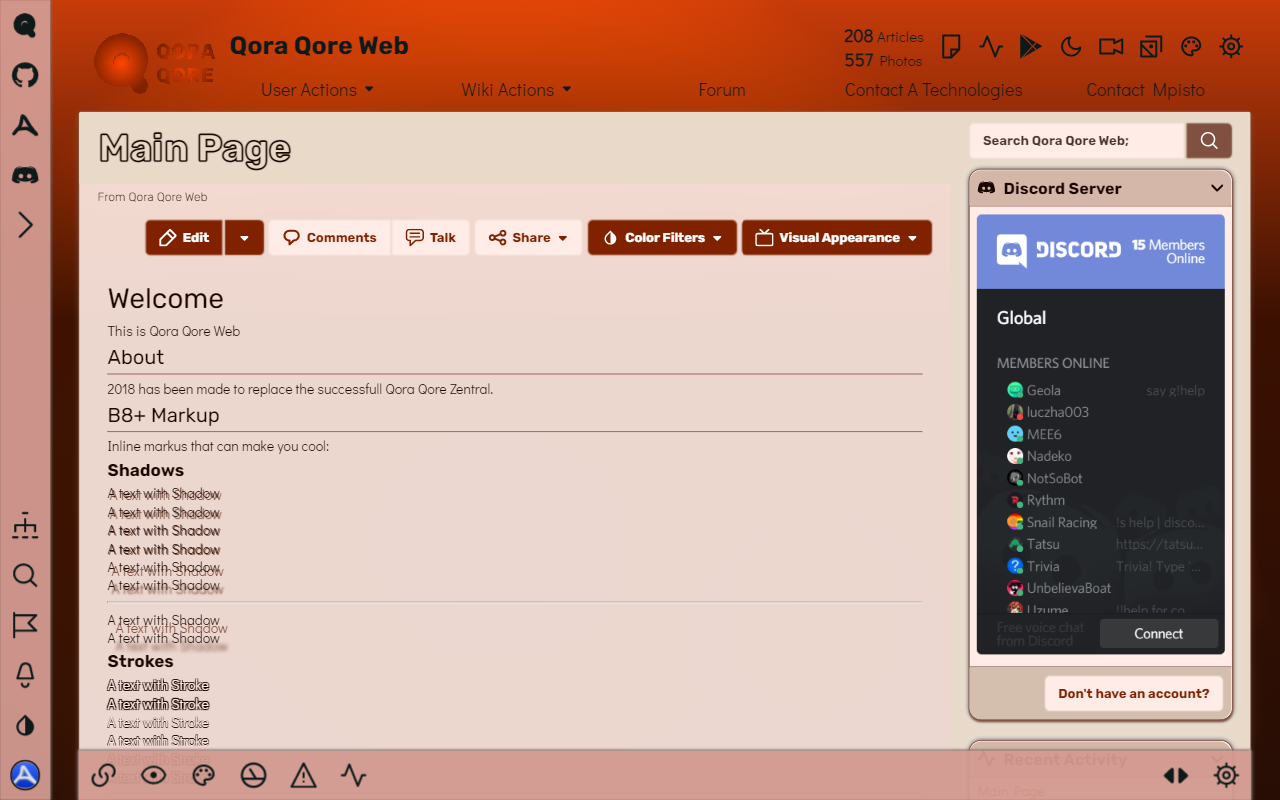 QORA
QORE
Qora Qore Web
208 Articles
557 Photos
User Actions
Wiki Actions
Forum
Contact A Technologies
Contact Mpisto
Main Page
Search Qora Qore Web;
From Qora Qore Web
Edit
Comments
Talk
Share
Color Filters
Visual Appearance
Welcome
This is Qora Qore Web
About
2018 has been made to replace the successfull Qora Qore Zentral.
B8+ Markup
Inline markus that can make you cool:
Shadows
A text with Shadow
A text with Shadow
A text with Shadow
A text with Shadow
A text with Shadow
A text with Shadow
A text with Shadow
A text with Shadow
Strokes
A text with Stroke
A text with Stroke
A text with Stroke
A text with Stroke
Discord Server
DISCORD
15 Members
Online
Global
MEMBERS ONLINE
Geola say g!help
luczha003
MEE6
Nadeko
NotSoBot
Rythm
Snail Racing !s help | disco...
Tatsu https://tatsu...
Trivia Trivia! Type '...
UnbelievaBoat
Uzume !!help for co...
Free voice chat
from Discord
Connect
Don't have an account?
Recent Activity
Main Page